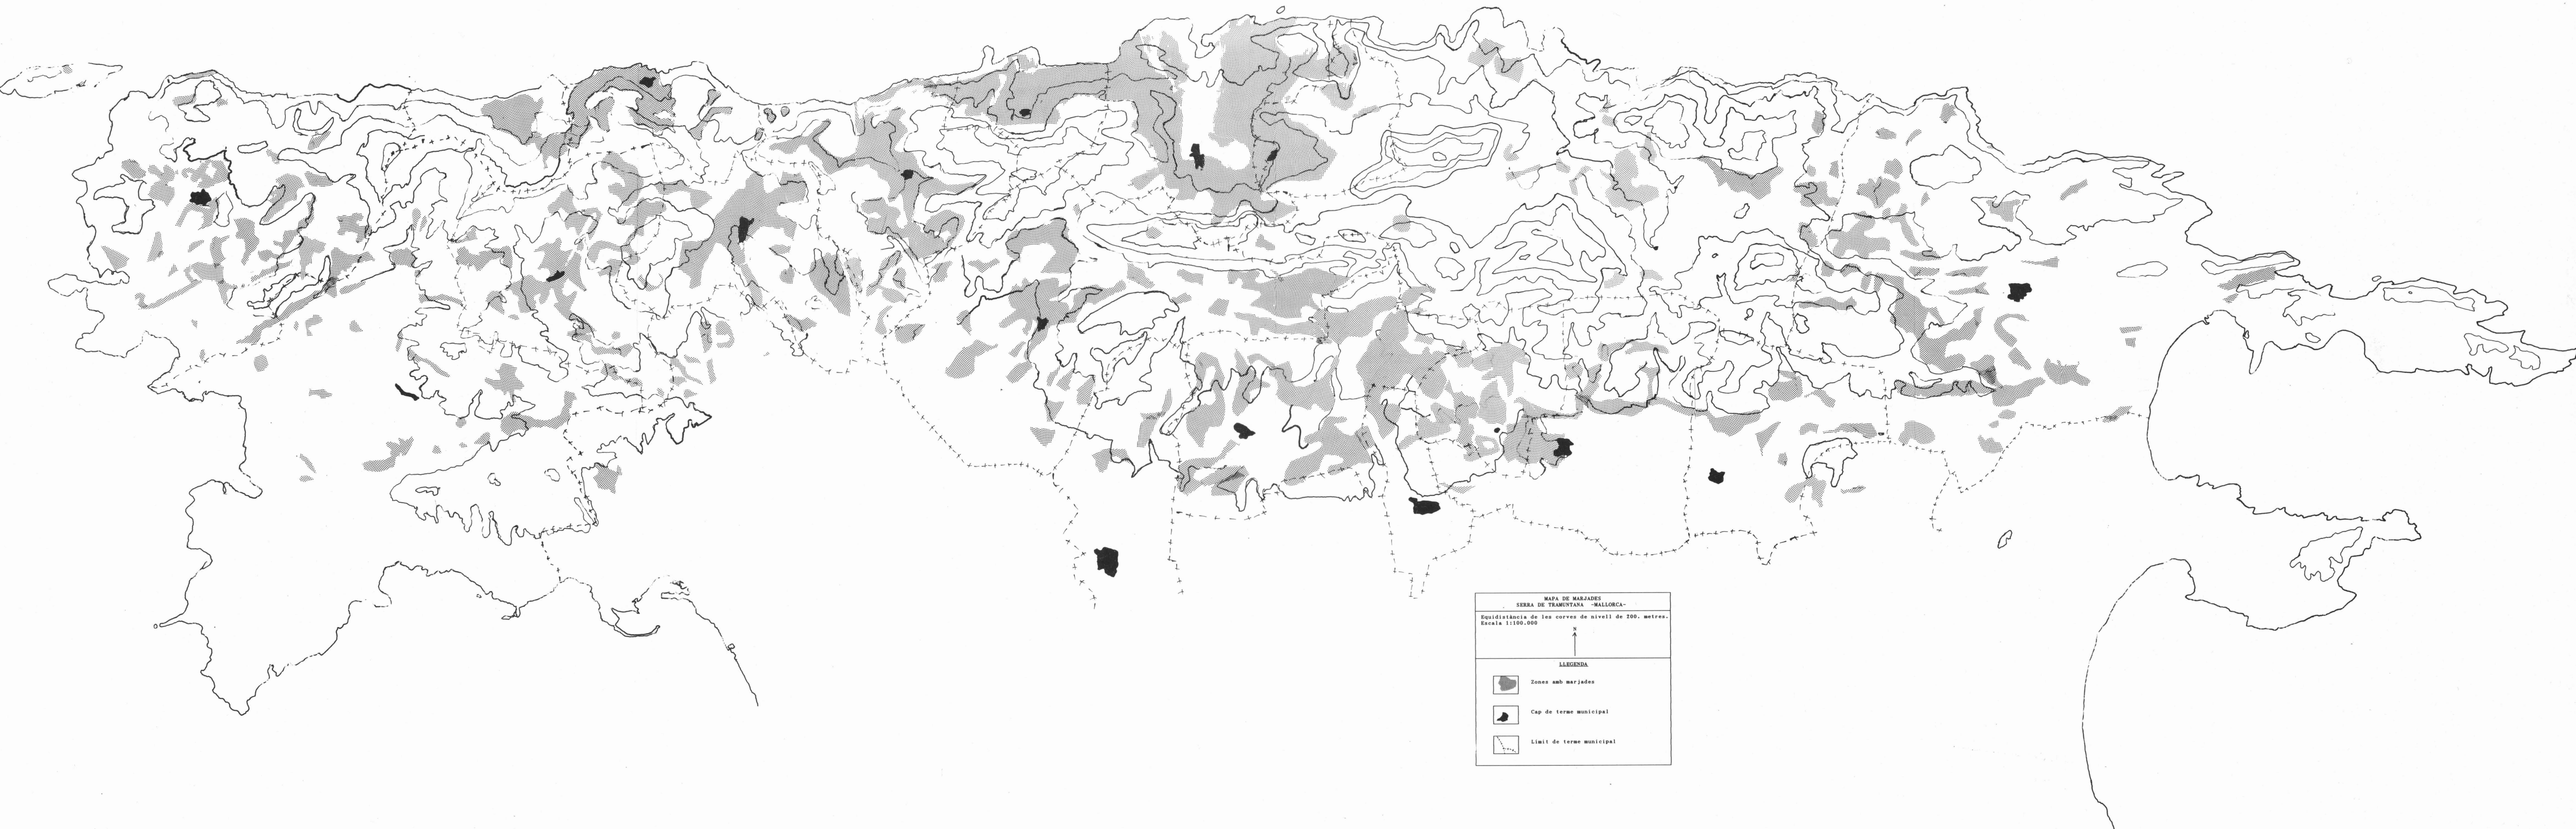 MAPA DE MARJADES
SERRA DE TRAMUNTANA -MALLORCA-
Equidistància de les corves de nivell de 200. metres.
Escala 1:100.000
N
LLEGENDA
Zones amb marjades
Cap de terme municipal
Limit de terme municipal